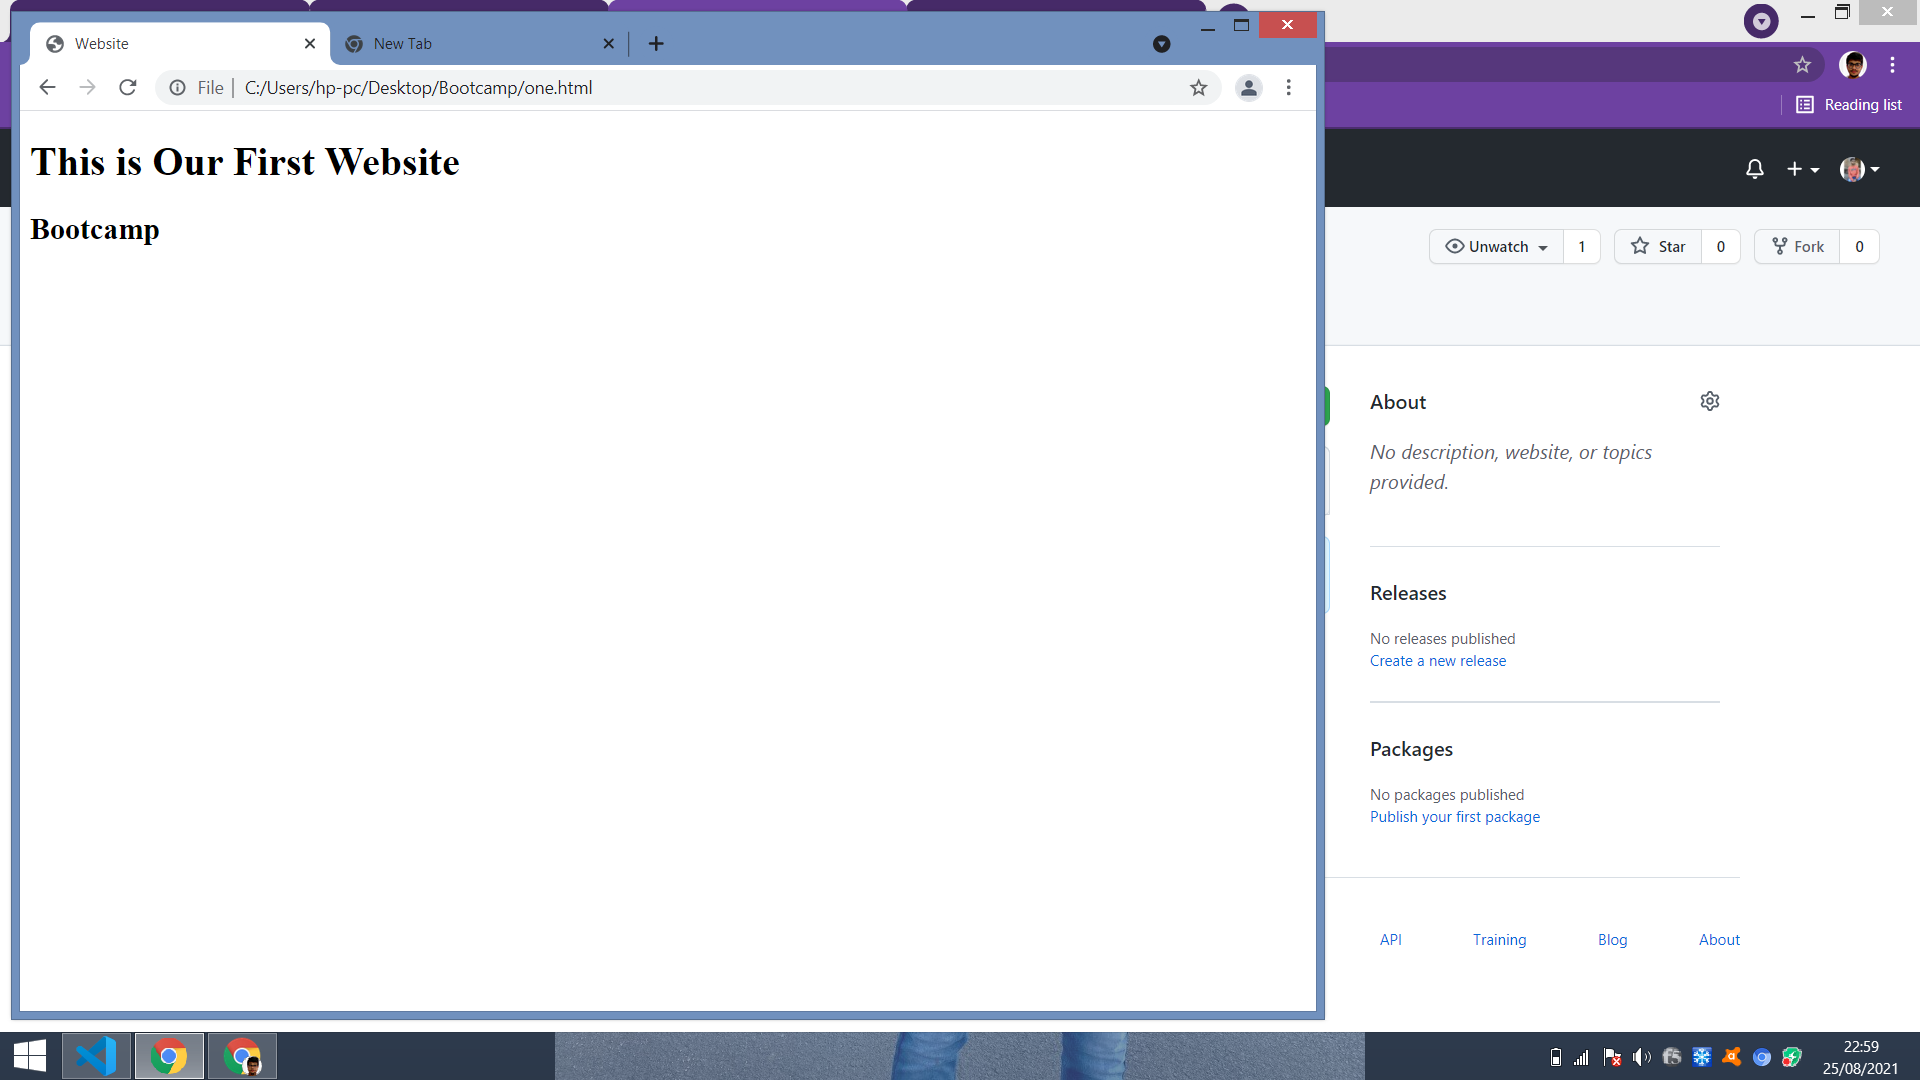 Website
New Tab
File
C:/Users/hp-pc/Desktop/Bootcamp/one.html
This is Our First Website
Bootcamp
Reading list
Unwatch 1
Star 0
Fork 0
About
No description, website, or topics
provided.
Releases
No releases published
Create a new release
Packages
No packages published
Publish your first package
API Training Blog About
22:59
25/08/2021